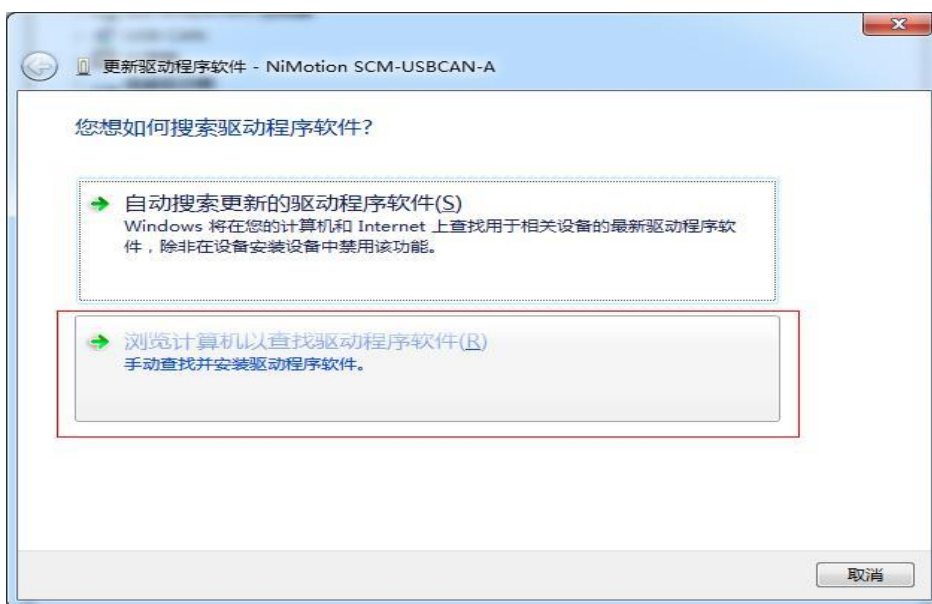 更新驱动程序软件 - NiMotion SCM-USBCAN-A
您想如何搜索驱动程序软件?
自动搜索更新的驱动程序软件(S)
Windows 将在您的计算机和 Internet 上查找用于相关设备的最新驱动程序软
件，除非在设备安装设备中禁用该功能。
浏览计算机以查找驱动程序软件(R)
手动查找并安装驱动程序软件。
取消